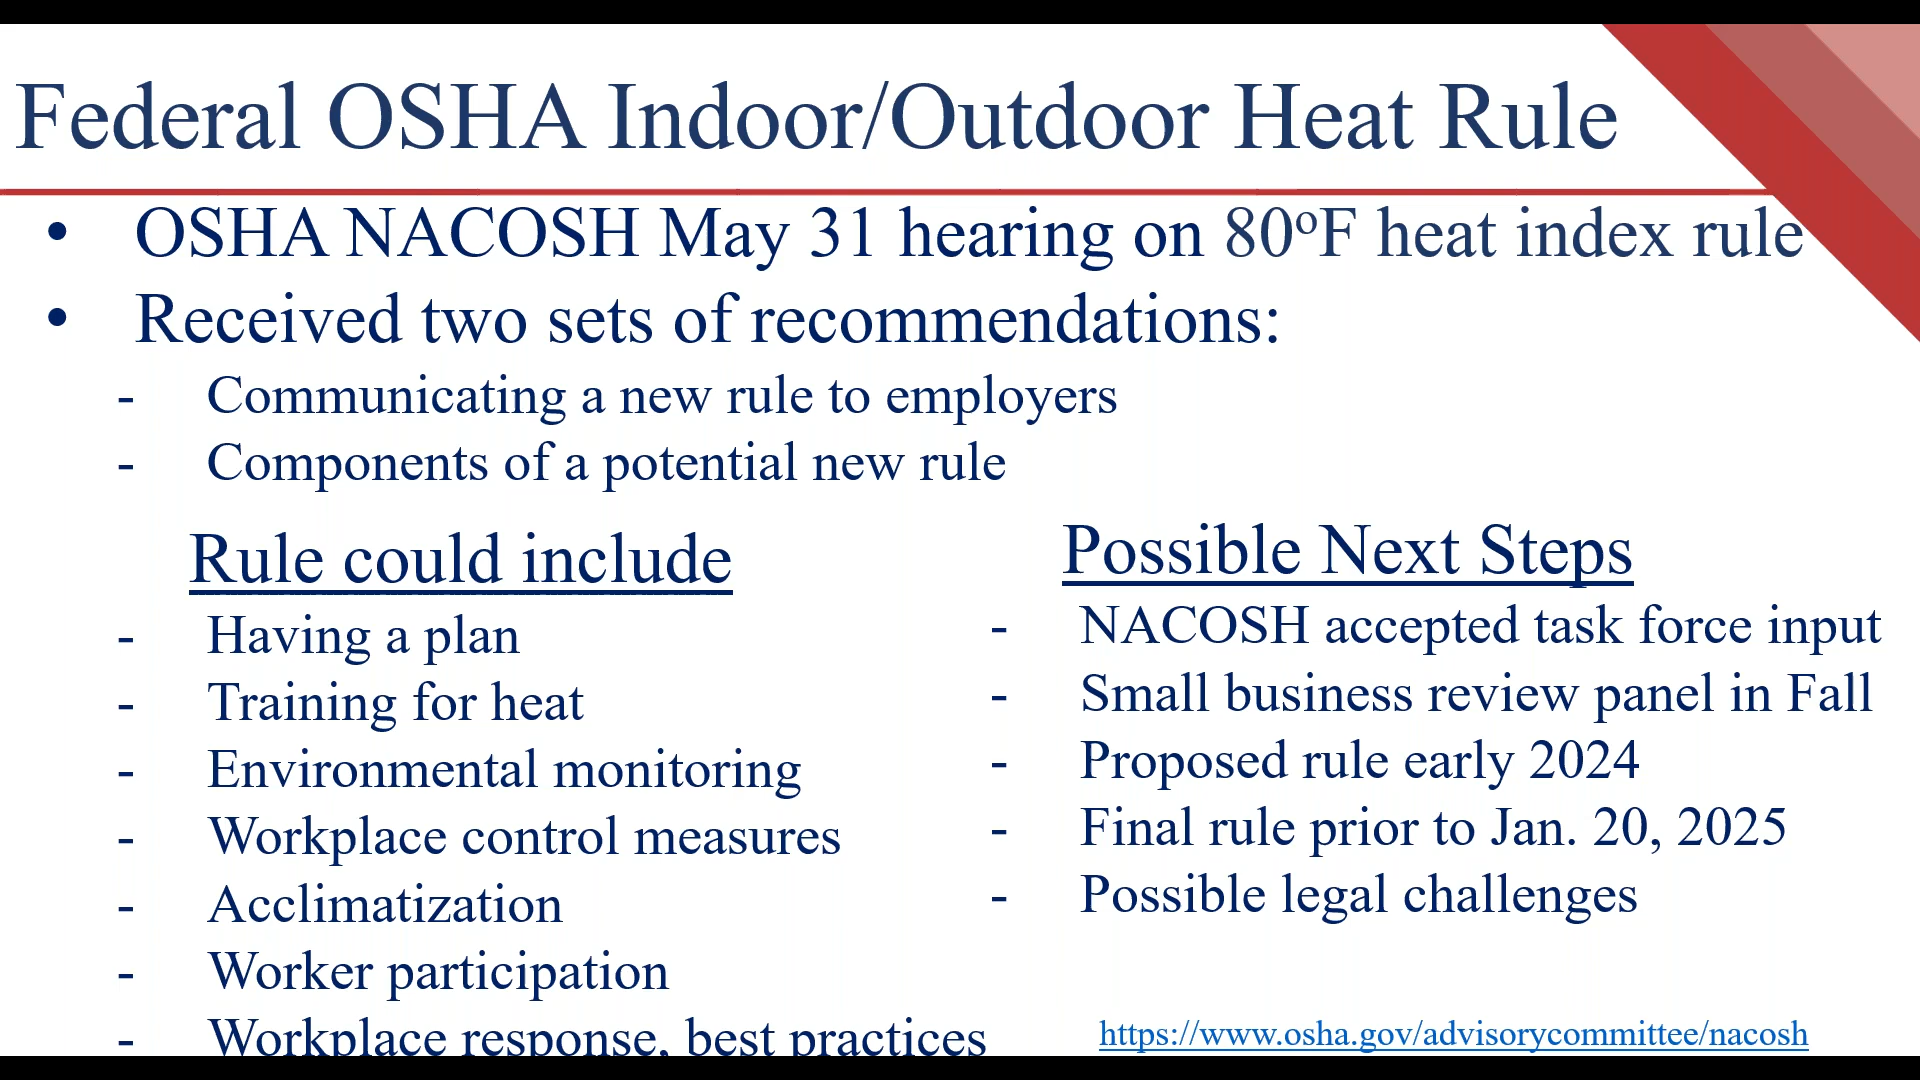 Federal OSHA Indoor/Outdoor Heat Rule
• OSHA NACOSH May 31 hearing on 80ºF heat index rule
• Received two sets of recommendations:
- Communicating a new rule to employers
- Components of a potential new rule
Rule could include
- Having a plan
- Training for heat
- Environmental monitoring
- Workplace control measures
- Acclimatization
- Worker participation
- Workplace response, best practices
Possible Next Steps
- NACOSH accepted task force input
- Small business review panel in Fall
- Proposed rule early 2024
- Final rule prior to Jan. 20, 2025
- Possible legal challenges
https://www.osha.gov/advisorycommittee/nacosh